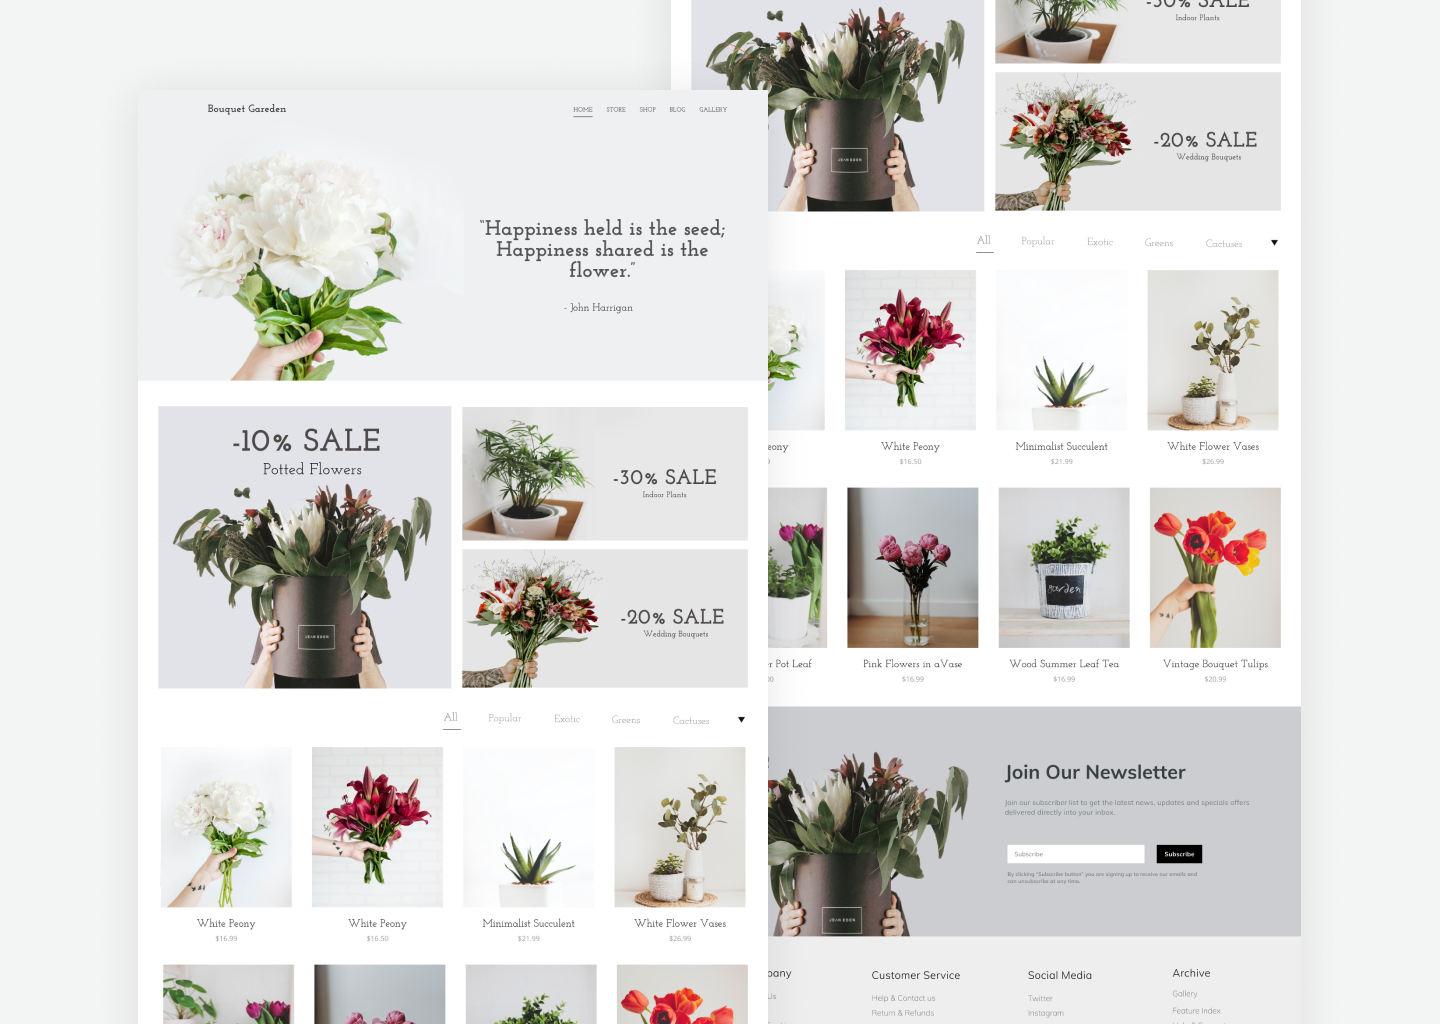 Bouquet Gareden
HOME STORE SHOP BLOG GALLERY
“Happiness held is the seed;
Happiness shared is the
flower.”
- John Harrigan
-10% SALE
Potted Flowers
-30% SALE
Indoor Plants
-20% SALE
Wedding Bouquets
All Popular Exotic Greens Cactuses
White Peony
$16.99
White Peony
$16.50
Minimalist Succulent
$21.99
White Flower Vases
$26.99
-30% SALE
Indoor Plants
-20% SALE
Wedding Bouquets
All Popular Exotic Greens Cactuses
eony
White Peony
$16.50
Minimalist Succulent
$21.99
White Flower Vases
$26.99
Garden
r Pot Leaf
Pink Flowers in aVase
$16.99
Wood Summer Leaf Tea
$16.99
Vintage Bouquet Tulips
$20.99
Join Our Newsletter
Join our subscriber list to get the latest news, updates and specials offers
delivered directly into your inbox.
Subscribe
Subscribe
By clicking "Subscribe button" you are signing up to receive our emails and
can unsubscribe at any time.
pany
Us
Customer Service
Help & Contact us
Return & Refunds
Social Media
Twitter
Instagram
Archive
Gallery
Feature Index